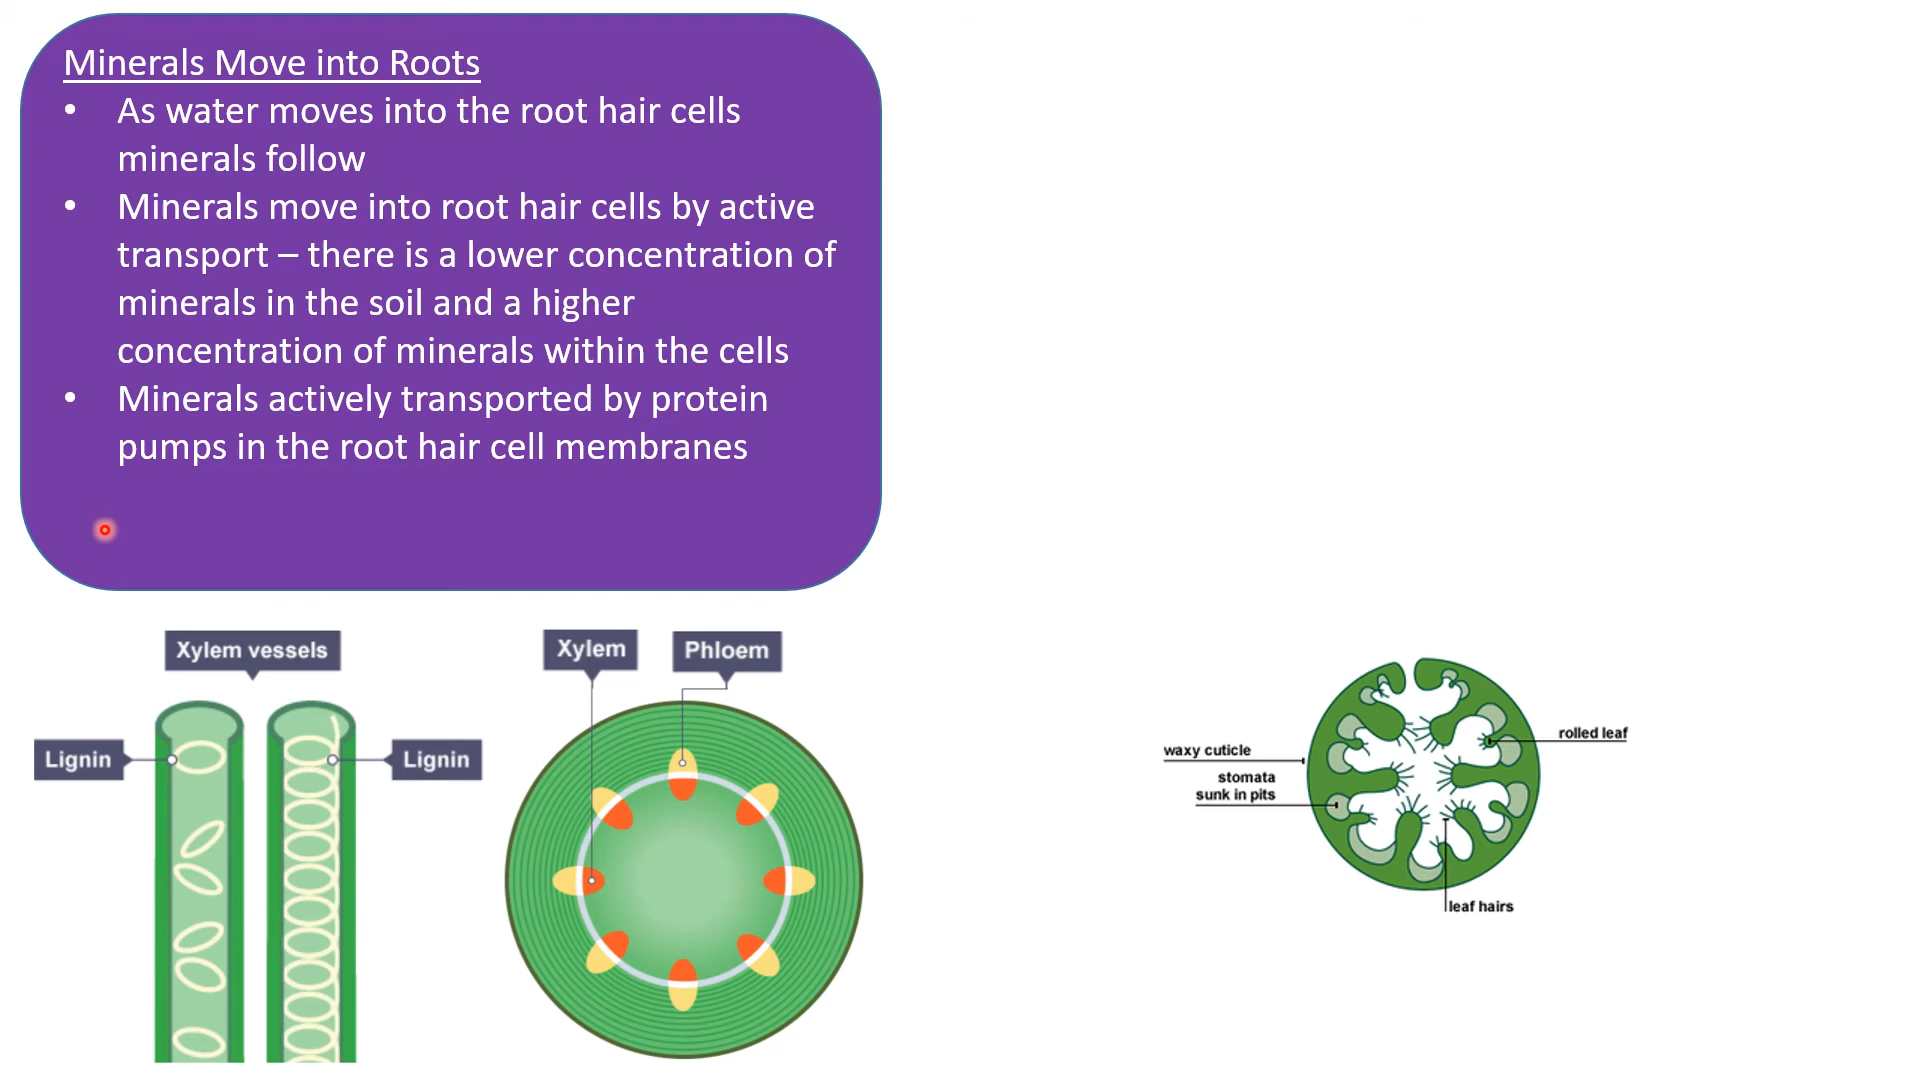 Minerals Move into Roots
• As water moves into the root hair cells
minerals follow
• Minerals move into root hair cells by active
transport – there is a lower concentration of
minerals in the soil and a higher
concentration of minerals within the cells
• Minerals actively transported by protein
pumps in the root hair cell membranes
Xylem vessels
Lignin
Lignin
Xylem
Phloem
waxy cuticle
stomata
sunk in pits
rolled leaf
leaf hairs